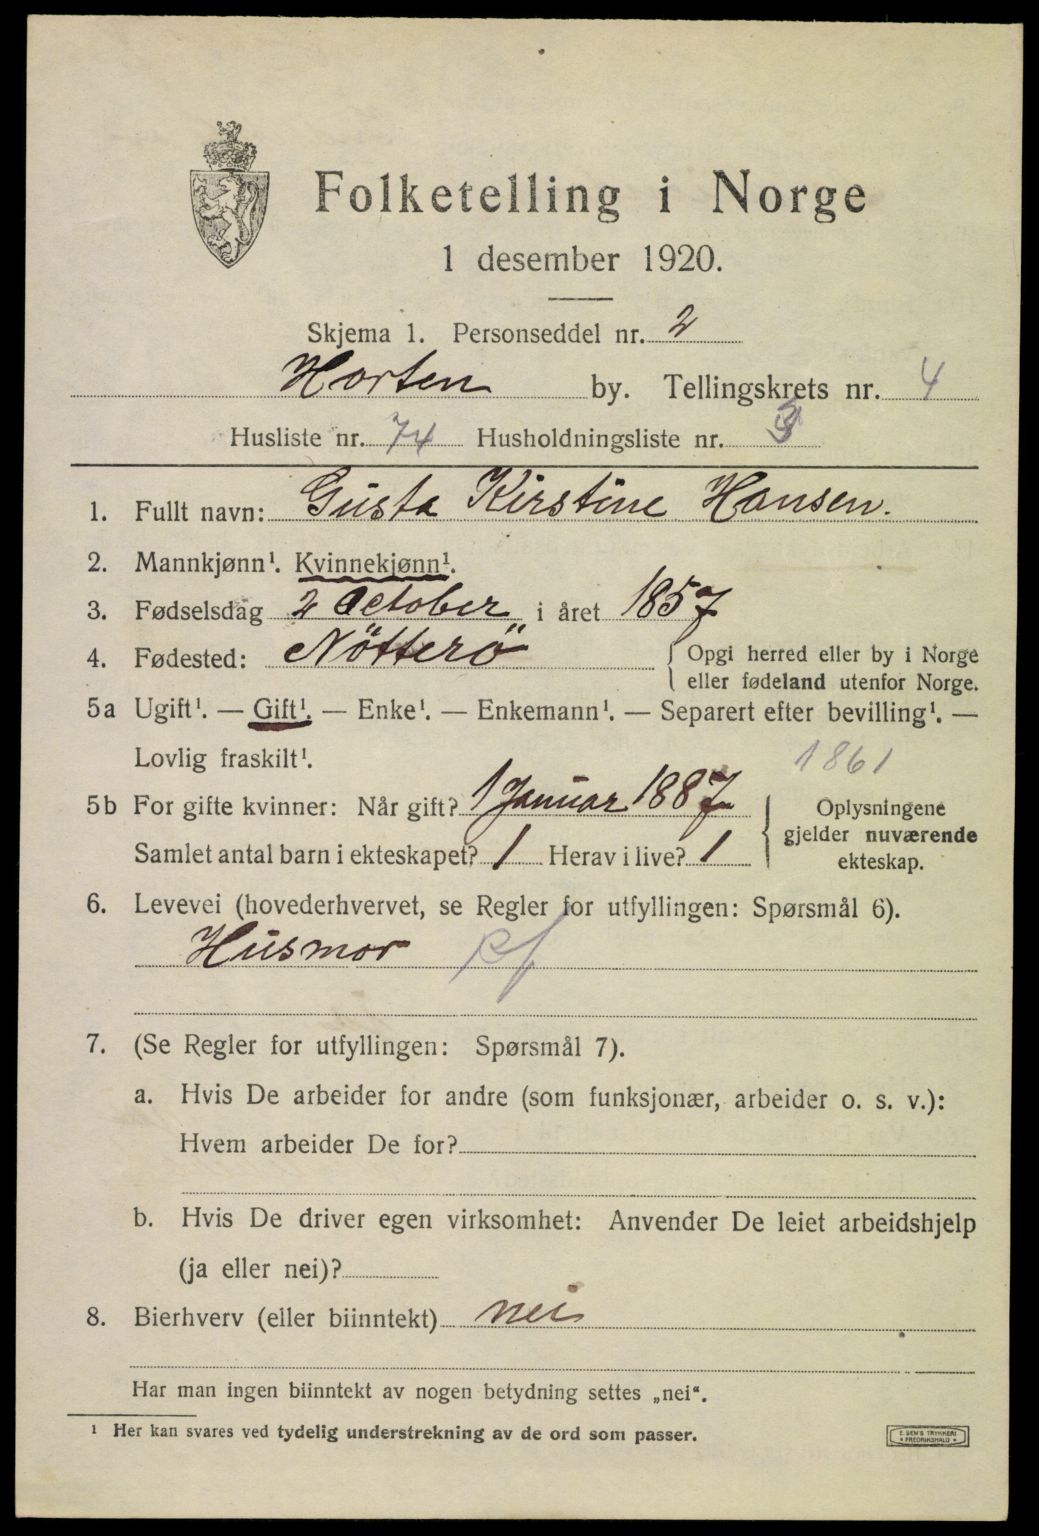 Folketelling i Norge
1 desember 1920.
Skjema 1. Personseddel nr. 2
Horten by. Tellingskrets nr. 4
Husliste nr. 74 Husholdningsliste nr.
1. Fullt navn: Gusta Kirstine Hansen.
2. Mannkjønn¹. Kvinnekjønn¹.
3. Fødselsdag 2 October i året 1857
4. Fødested: Nötterö { Opgi herred eller by i Norge
eller fødeland utenfor Norge.
5a Ugift¹. — Gift¹. — Enke¹. — Enkemann¹. — Separert efter bevilling¹. —
Lovlig fraskilt¹. 1861
5b For gifte kvinner: Når gift? 1 Januar 1887 } Oplysningene
gjelder nuværende
Samlet antal barn i ekteskapet? 1 Herav i live? 1 ekteskap.
6. Levevei (hovederhvervet, se Regler for utfyllingen: Spørsmål 6).
Husmor
7. (Se Regler for utfyllingen: Spørsmål 7).
a. Hvis De arbeider for andre (som funksjonær, arbeider o. s. v.):
Hvem arbeider De for?
b. Hvis De driver egen virksomhet: Anvender De leiet arbeidshjelp
(ja eller nei)?
8. Bierhverv (eller biinntekt) nei
Har man ingen biinntekt av nogen betydning settes „nei".
¹ Her kan svares ved tydelig understrekning av de ord som passer.
E. SEM'S TRYKKERI
• FREDRIKSHALD •